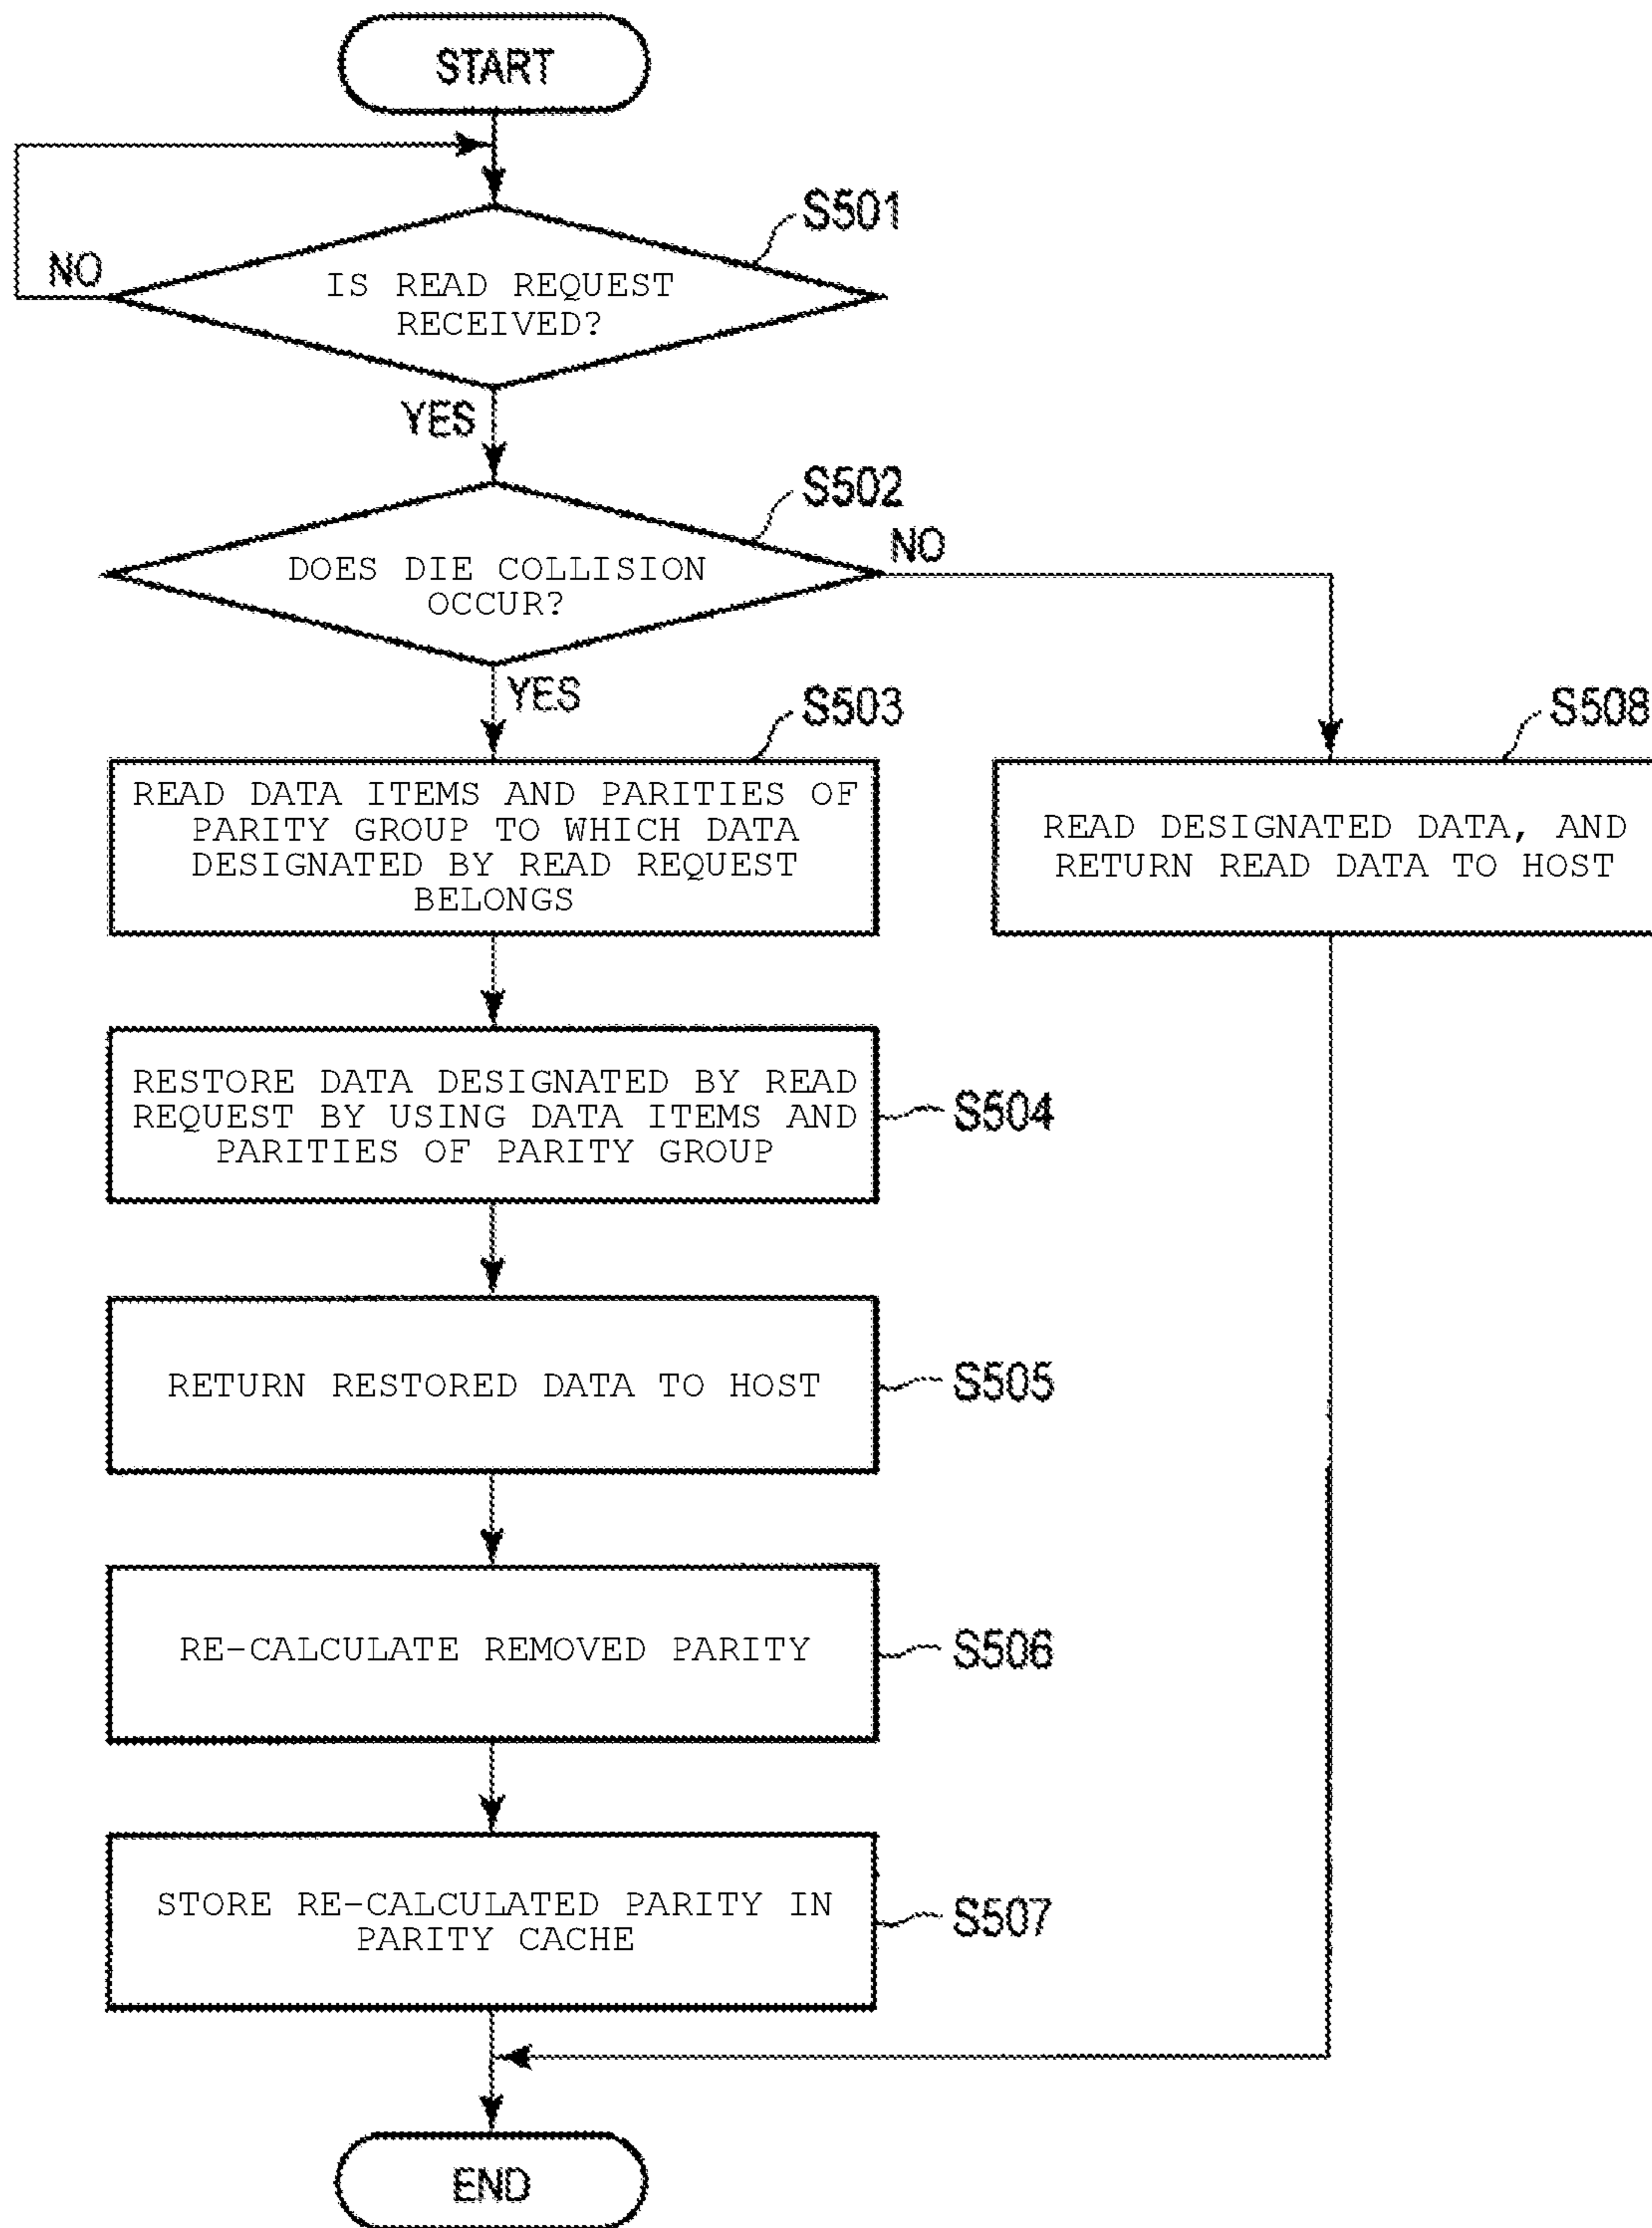 START
S501
NO
IS READ REQUEST
RECEIVED?
YES
S502
NO
DOES DIE COLLISION
OCCUR?
YES
S503
S508
READ DATA ITEMS AND PARITIES OF
PARITY GROUP TO WHICH DATA
DESIGNATED BY READ REQUEST
BELONGS
READ DESIGNATED DATA, AND
RETURN READ DATA TO HOST
RESTORE DATA DESIGNATED BY READ
REQUEST BY USING DATA ITEMS AND
PARITIES OF PARITY GROUP
S504
RETURN RESTORED DATA TO HOST
S505
RE-CALCULATE REMOVED PARITY
S506
STORE RE-CALCULATED PARITY IN
PARITY CACHE
S507
END